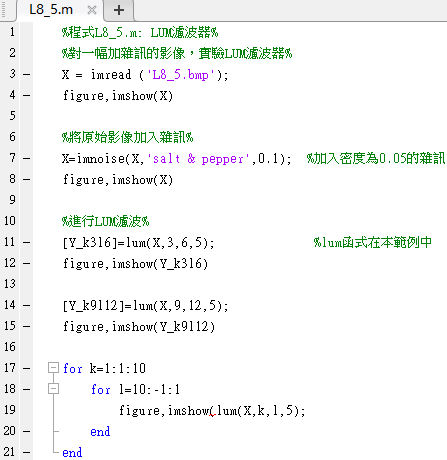 L8_5.m × +
1 %程式L8_5.m: LUM濾波器%
2 %對一幅加雜訊的影像，實驗LUM濾波器%
3 — X = imread ('L8_5.bmp');
4 — figure,imshow(X)
5
6 %將原始影像加入雜訊%
7 — X=imnoise(X,'salt & pepper',0.1); %加入密度為0.05的雜訊
8 — figure,imshow(X)
9
10 %進行LUM濾波%
11 — [Y_k3l6]=lum(X,3,6,5); %lum函式在本範例中
12 — figure,imshow(Y_k3l6)
13
14 — [Y_k9l12]=lum(X,9,12,5);
15 — figure,imshow(Y_k9l12)
16
17 — for k=1:1:10
18 — for l=10:-1:1
19 figure,imshow(lum(X,k,l,5);
20 — end
21 — end